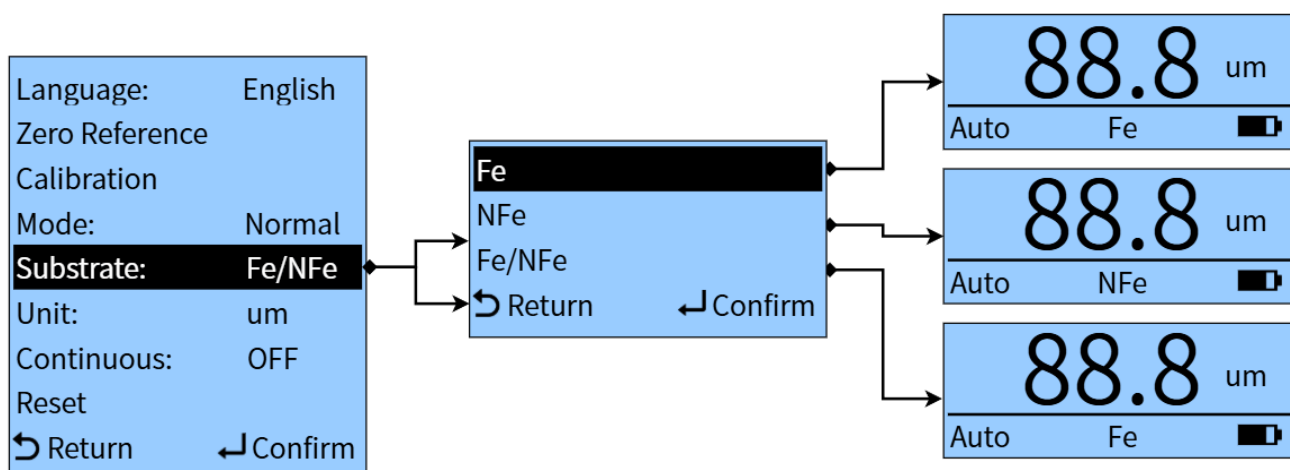 Language: English
Zero Reference
Calibration
Mode: Normal
Substrate: Fe/NFe
Unit: um
Continuous: OFF
Reset
Return Confirm
Fe
NFe
Fe/NFe
Return Confirm
88.8 um
Auto Fe
88.8 um
Auto NFe
88.8 um
Auto Fe